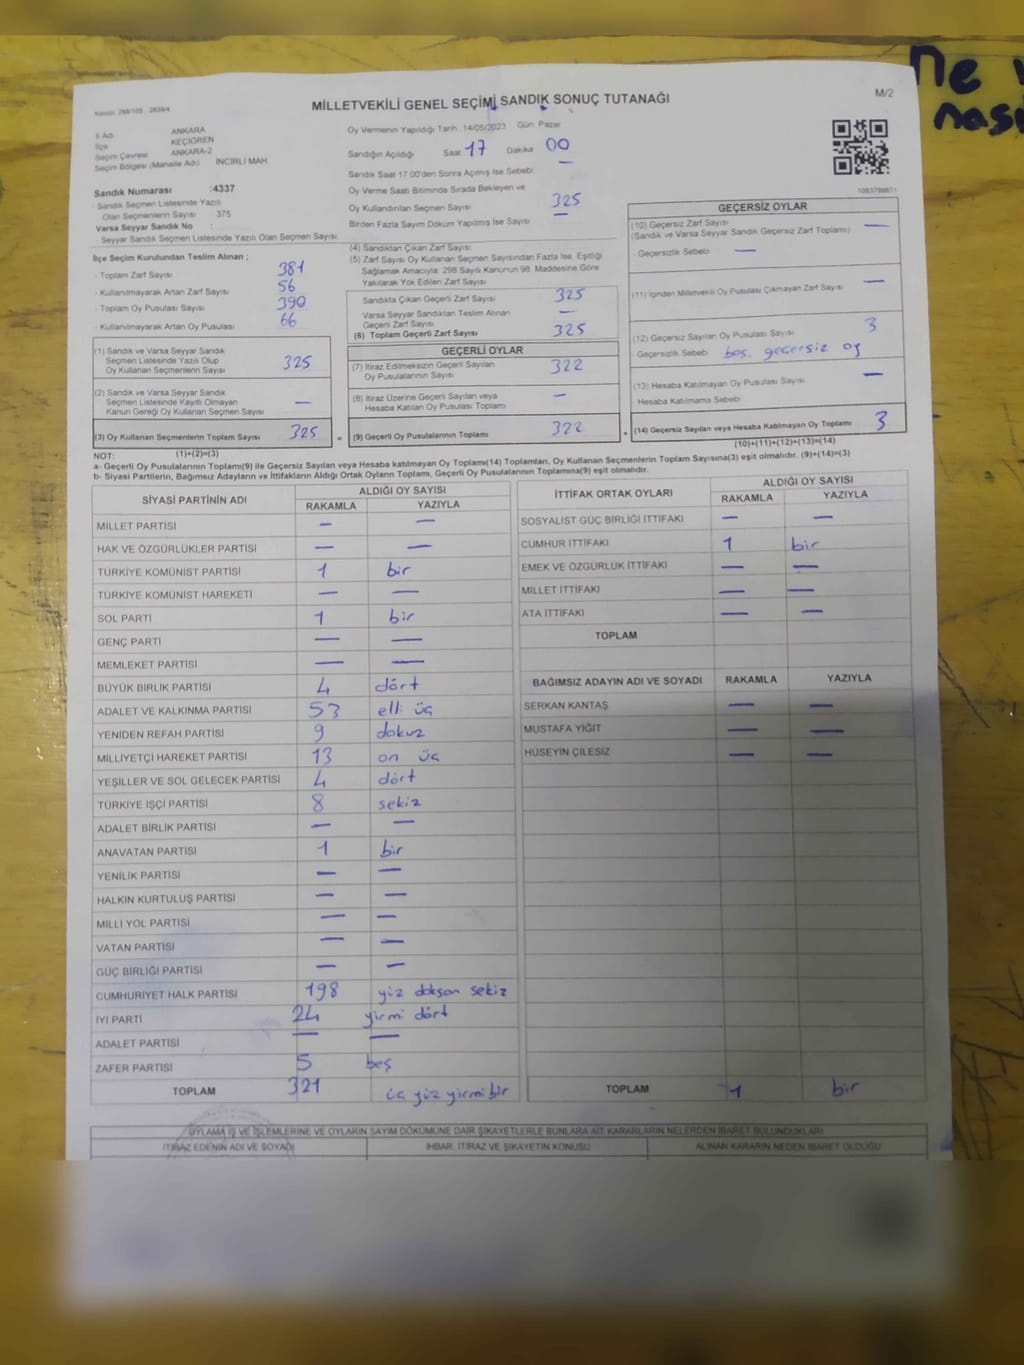 Ne
nası
M/2
MİLLETVEKİLİ GENEL SEÇİMİ SANDIK SONUÇ TUTANAĞI
İl Adı ANKARA
İlçe KEÇİÖREN
Seçim Çevresi ANKARA-2
Seçim Bölgesi (Mahalle Adı) İNCİRLİ MAH
Sandık Numarası :4337
Sandık Seçmen Listesinde Yazılı
Olan Seçmenlerin Sayısı 375
Varsa Seyyar Sandık No :
Seyyar Sandık Seçmen Listesinde Yazılı Olan Seçmen Sayısı
Oy Vermenin Yapıldığı Tarih :14/05/2023 Gün: Pazar
Sandığın Açıldığı Saat 17 Dakika 00
Sandık Saat 17:00'den Sonra Açılmış İse Sebebi —
Oy Verme Saati Bitiminde Sırada Bekleyen ve
Oy Kullandırılan Seçmen Sayısı 325
Birden Fazla Sayım Döküm Yapılmış İse Sayısı —
İlçe Seçim Kurulundan Teslim Alınan ;
- Toplam Zarf Sayısı 381
- Kullanılmayarak Artan Zarf Sayısı 56
- Toplam Oy Pusulası Sayısı 390
- Kullanılmayarak Artan Oy Pusulası 66
(1) Sandık ve Varsa Seyyar Sandık
Seçmen Listesinde Yazılı Olup
Oy Kullanan Seçmenlerin Sayısı 325
(2) Sandık ve Varsa Seyyar Sandık
Seçmen Listesinde Kayıtlı Olmayan
Kanun Gereği Oy Kullanan Seçmen Sayısı —
(3) Oy Kullanan Seçmenlerin Toplam Sayısı 325 =
(1)+(2)=(3)
(4) Sandıktan Çıkan Zarf Sayısı
(5) Zarf Sayısı Oy Kullanan Seçmen Sayısından Fazla İse, Eşitliği
Sağlamak Amacıyla 298 Sayılı Kanunun 98. Maddesine Göre
Yakılarak Yok Edilen Zarf Sayısı
Sandıkta Çıkan Geçerli Zarf Sayısı 325
Varsa Seyyar Sandıktan Teslim Alınan
Geçerli Zarf Sayısı —
(6) Toplam Geçerli Zarf Sayısı 325
GEÇERLİ OYLAR
(7) İtiraz Edilmeksizin Geçerli Sayılan
Oy Pusulalarının Sayısı 322
(8) İtiraz Üzerine Geçerli Sayılan veya
Hesaba Katılan Oy Pusulası Toplamı —
(9) Geçerli Oy Pusulalarının Toplamı 322 +
GEÇERSİZ OYLAR
(10) Geçersiz Zarf Sayısı
(Sandık ve Varsa Seyyar Sandık Geçersiz Zarf Toplamı) —
- Geçersizlik Sebebi —
(11) İçinden Milletvekili Oy Pusulası Çıkmayan Zarf Sayısı —
(12) Geçersiz Sayılan Oy Pusulası Sayısı 3
- Geçersizlik Sebebi boş, geçersiz oy
(13) Hesaba Katılmayan Oy Pusulası Sayısı —
- Hesaba Katılmama Sebebi
(14) Geçersiz Sayılan veya Hesaba Katılmayan Oy Toplamı 3
(10)+(11)+(12)+(13)=(14)
NOT:
a- Geçerli Oy Pusulalarının Toplamı(9) ile Geçersiz Sayılan veya Hesaba katılmayan Oy Toplamı(14) Toplamları, Oy Kullanan Seçmenlerin Toplam Sayısına(3) eşit olmalıdır. (9)+(14)=(3)
b- Siyasi Partilerin, Bağımsız Adayların ve İttifakların Aldığı Ortak Oyların Toplamı, Geçerli Oy Pusulalarının Toplamına(9) eşit olmalıdır.
SİYASİ PARTİNİN ADI ALDIĞI OY SAYISI
RAKAMLA YAZIYLA
MİLLET PARTİSİ — —
HAK VE ÖZGÜRLÜKLER PARTİSİ — —
TÜRKİYE KOMÜNİST PARTİSİ 1 bir
TÜRKİYE KOMÜNİST HAREKETİ — —
SOL PARTİ 1 bir
GENÇ PARTİ — —
MEMLEKET PARTİSİ — —
BÜYÜK BİRLİK PARTİSİ 4 dört
ADALET VE KALKINMA PARTİSİ 53 elli üç
YENİDEN REFAH PARTİSİ 9 dokuz
MİLLİYETÇİ HAREKET PARTİSİ 13 on üç
YEŞİLLER VE SOL GELECEK PARTİSİ 4 dört
TÜRKİYE İŞÇİ PARTİSİ 8 sekiz
ADALET BİRLİK PARTİSİ — —
ANAVATAN PARTİSİ 1 bir
YENİLİK PARTİSİ — —
HALKIN KURTULUŞ PARTİSİ — —
MİLLİ YOL PARTİSİ — —
VATAN PARTİSİ — —
GÜÇ BİRLİĞİ PARTİSİ — —
CUMHURİYET HALK PARTİSİ 198 yüz doksan sekiz
İYİ PARTİ 24 yirmi dört
ADALET PARTİSİ — —
ZAFER PARTİSİ 5 beş
TOPLAM 321 üç yüz yirmi bir
İTTİFAK ORTAK OYLARI ALDIĞI OY SAYISI
RAKAMLA YAZIYLA
SOSYALİST GÜÇ BİRLİĞİ İTTİFAKI — —
CUMHUR İTTİFAKI 1 bir
EMEK VE ÖZGÜRLÜK İTTİFAKI — —
MİLLET İTTİFAKI — —
ATA İTTİFAKI — —
TOPLAM
BAĞIMSIZ ADAYIN ADI VE SOYADI RAKAMLA YAZIYLA
SERKAN KANTAŞ — —
MUSTAFA YİĞİT — —
HÜSEYİN ÇİLESİZ — —
TOPLAM 1 bir
OYLAMA İŞ VE İŞLEMLERİNE VE OYLARIN SAYIM DÖKÜMÜNE DAİR ŞİKAYETLERLE BUNLARA AİT KARARLARIN NELERDEN İBARET BULUNDUKLARI
İTİRAZ EDENİN ADI VE SOYADI İHBAR, İTİRAZ VE ŞİKAYETİN KONUSU ALINAN KARARIN NEDEN İBARET OLDUĞU